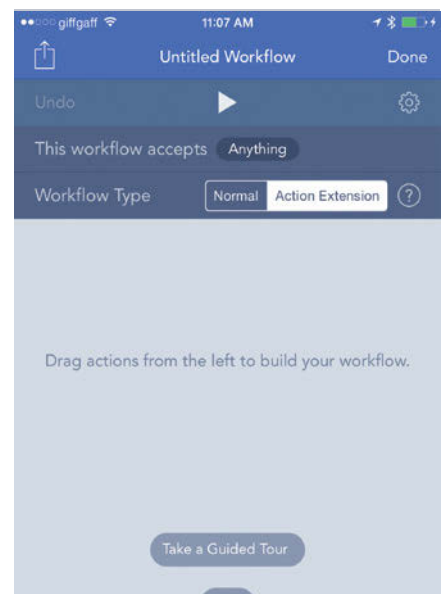 giffgaff 11:07 AM
Untitled Workflow Done
Undo
This workflow accepts Anything
Workflow Type Normal Action Extension ?
Drag actions from the left to build your workflow.
Take a Guided Tour